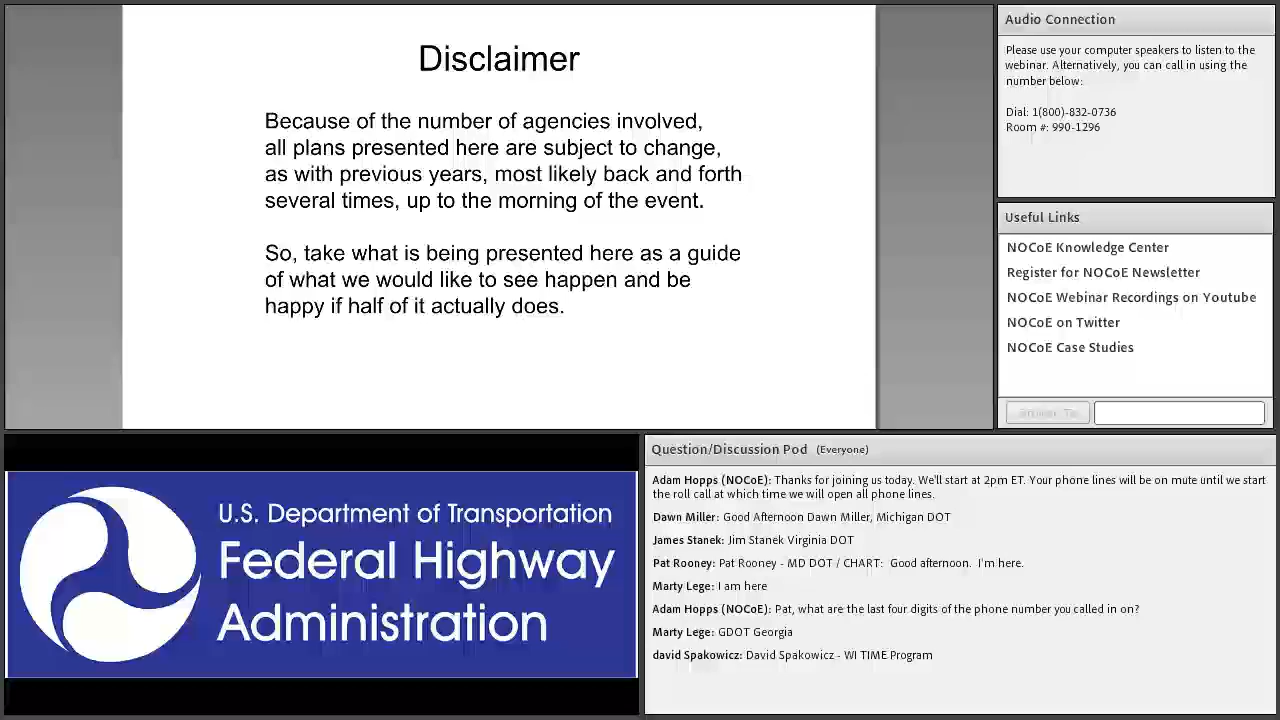 Disclaimer
Because of the number of agencies involved,
all plans presented here are subject to change,
as with previous years, most likely back and forth
several times, up to the morning of the event.
So, take what is being presented here as a guide
of what we would like to see happen and be
happy if half of it actually does.
Audio Connection
Please use your computer speakers to listen to the
webinar. Alternatively, you can call in using the
number below:
Dial: 1(800)-832-0736
Room #: 990-1296
Useful Links
NOCoE Knowledge Center
Register for NOCoE Newsletter
NOCoE Webinar Recordings on Youtube
NOCoE on Twitter
NOCoE Case Studies
U.S. Department of Transportation
Federal Highway
Administration
Question/Discussion Pod (Everyone)
Adam Hopps (NOCoE): Thanks for joining us today. We'll start at 2pm ET. Your phone lines will be on mute until we start
the roll call at which time we will open all phone lines.
Dawn Miller: Good Afternoon Dawn Miller, Michigan DOT
James Stanek: Jim Stanek Virginia DOT
Pat Rooney: Pat Rooney - MD DOT / CHART: Good afternoon. I'm here.
Marty Lege: I am here
Adam Hopps (NOCoE): Pat, what are the last four digits of the phone number you called in on?
Marty Lege: GDOT Georgia
david Spakowicz: David Spakowicz - WI TIME Program